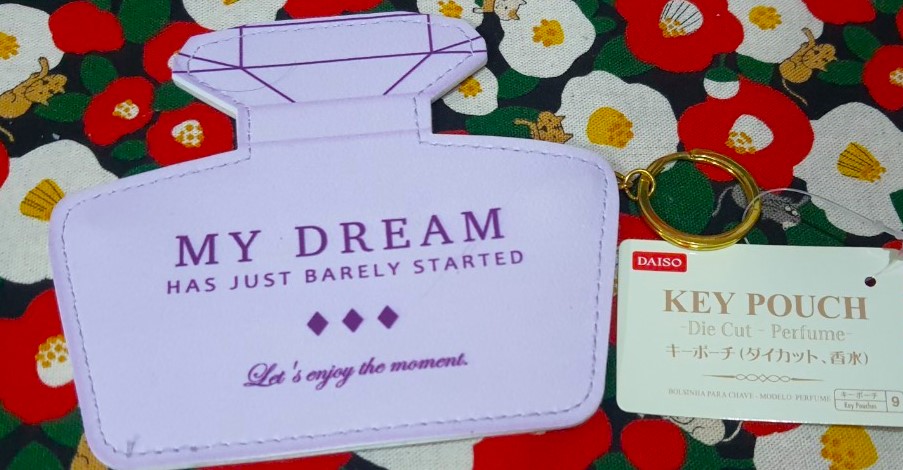 MY DREAM
HAS JUST BARELY STARTED
Let's enjoy the moment.
DAISO
KEY POUCH
-Die Cut - Perfume-
キーポーチ(ダイカット、香水)
BOLSINHA PARA CHAVE - MODELO PERFUME
キーポーチ
Key Pouches
9